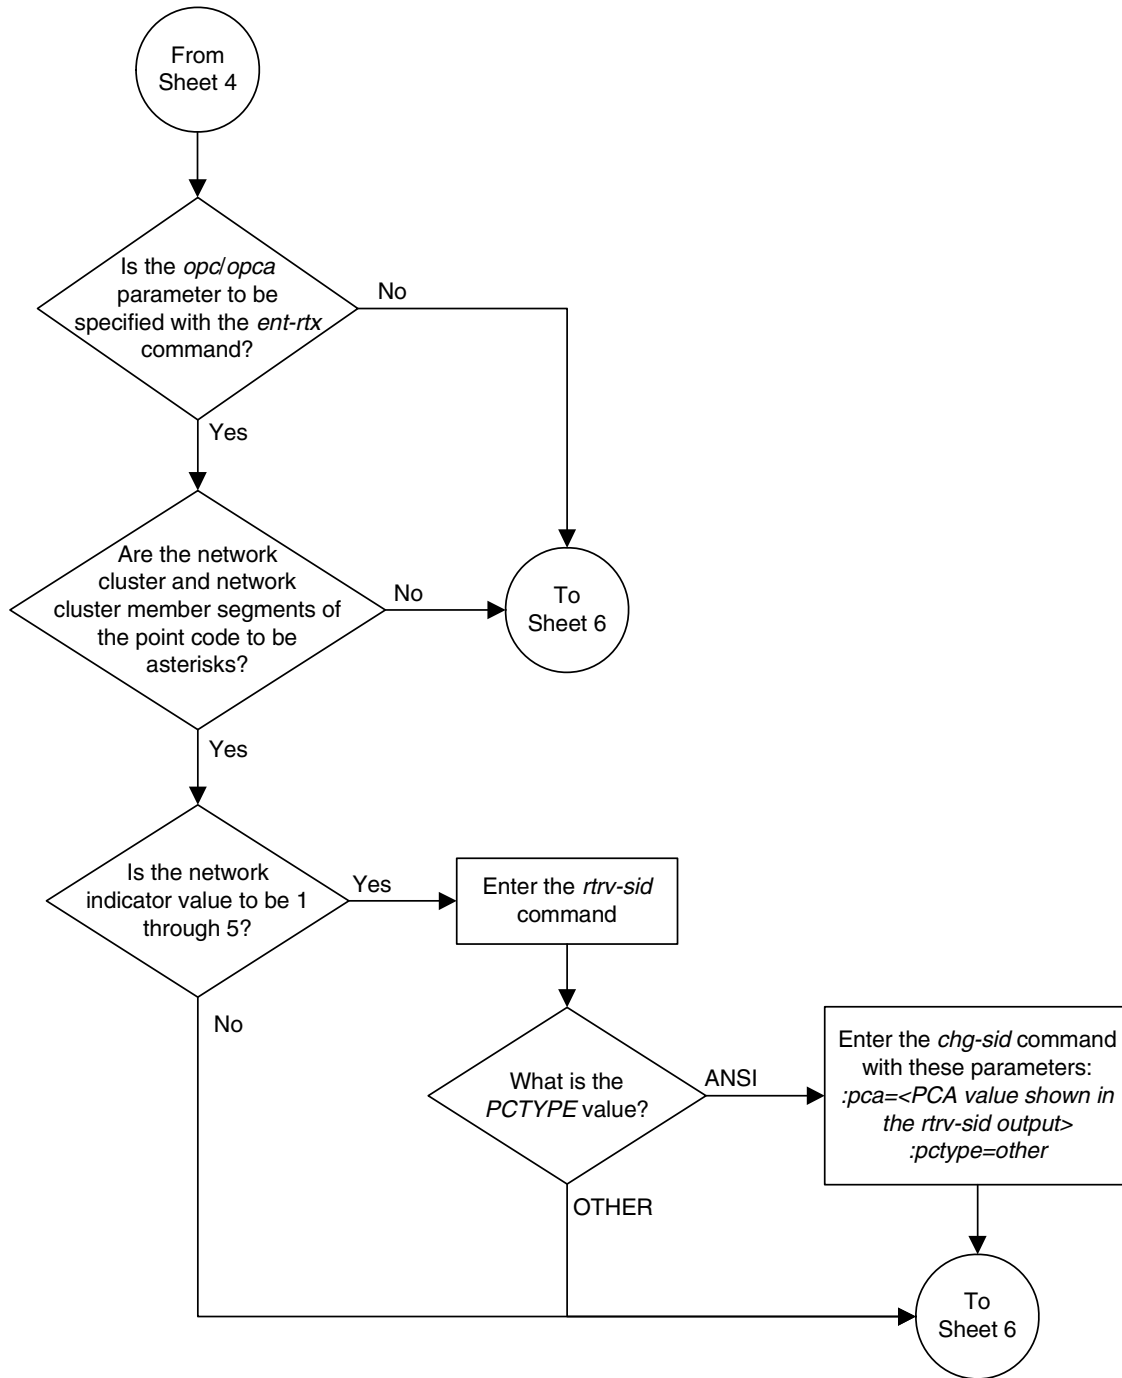 From
Sheet 4
Is the opc/opca
parameter to be
specified with the ent-rtx
command?
No
Yes
Are the network
cluster and network
cluster member segments of
the point code to be
asterisks?
No
To
Sheet 6
Yes
Is the network
indicator value to be 1
through 5?
Yes
Enter the rtrv-sid
command
No
What is the
PCTYPE value?
ANSI
Enter the chg-sid command
with these parameters:
:pca=<PCA value shown in
the rtrv-sid output>
:pctype=other
OTHER
To
Sheet 6